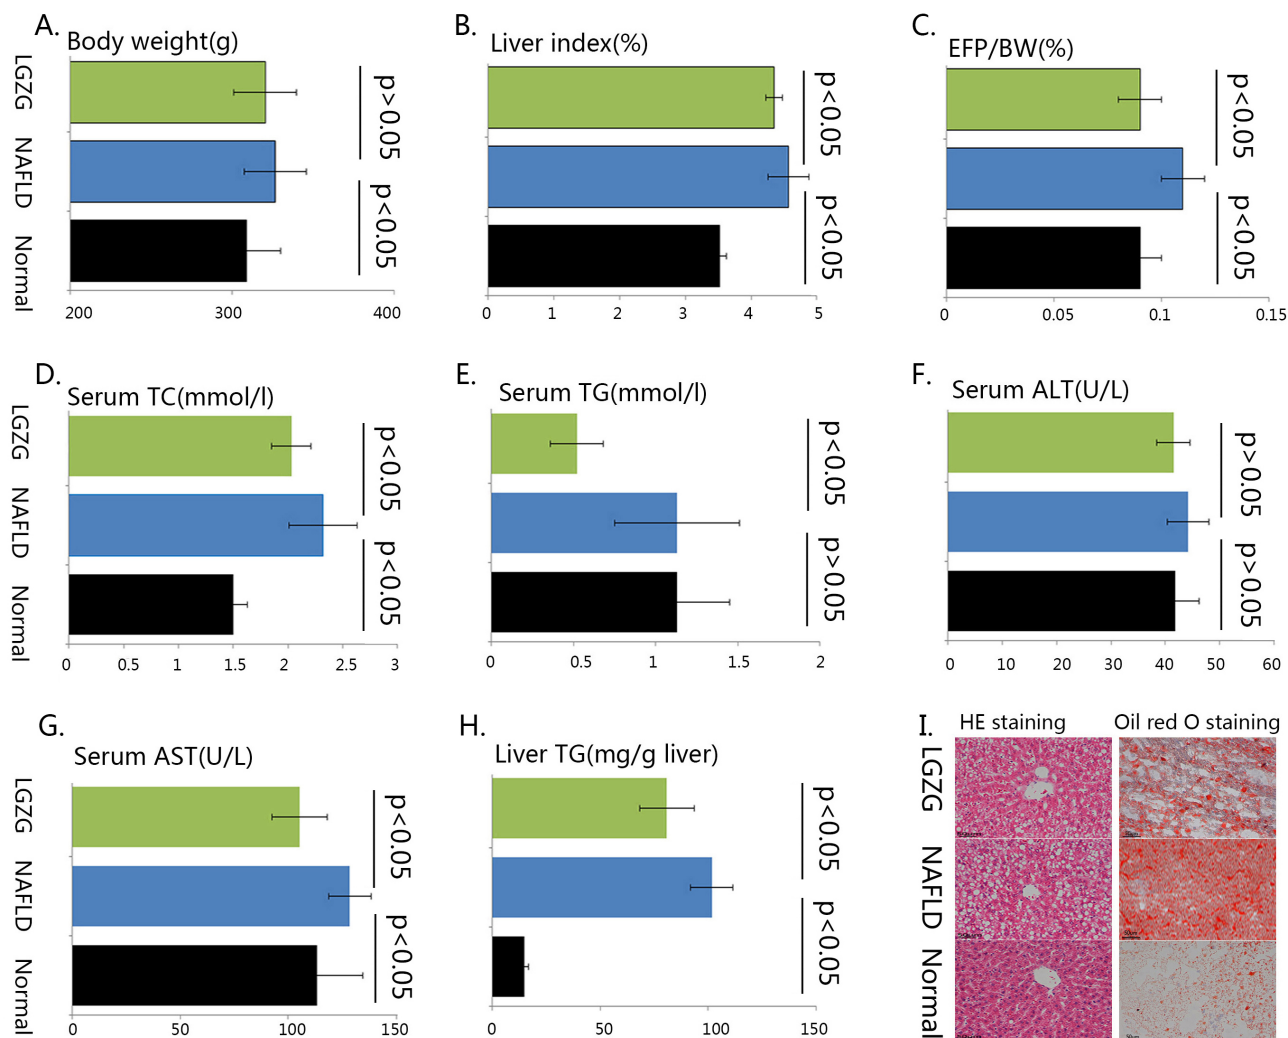 A.
Body weight(g)
LGZG
NAFLD
Normal
p>0.05
p<0.05
200
300
400
B.
Liver index(%)
p<0.05
p<0.05
0 1 2 3 4 5
C.
EFP/BW(%)
p<0.05
p<0.05
0 0.05 0.1 0.15
D.
Serum TC(mmol/l)
LGZG
NAFLD
Normal
p<0.05
p<0.05
0 0.5 1 1.5 2 2.5 3
E.
Serum TG(mmol/l)
p<0.05
p>0.05
0 0.5 1 1.5 2
F.
Serum ALT(U/L)
p>0.05
p>0.05
0 10 20 30 40 50 60
G.
Serum AST(U/L)
LGZG
NAFLD
Normal
p<0.05
p<0.05
0 50 100 150
H.
Liver TG(mg/g liver)
p<0.05
p<0.05
0 50 100 150
I.
HE staining
Oil red O staining
LGZG
NAFLD
Normal